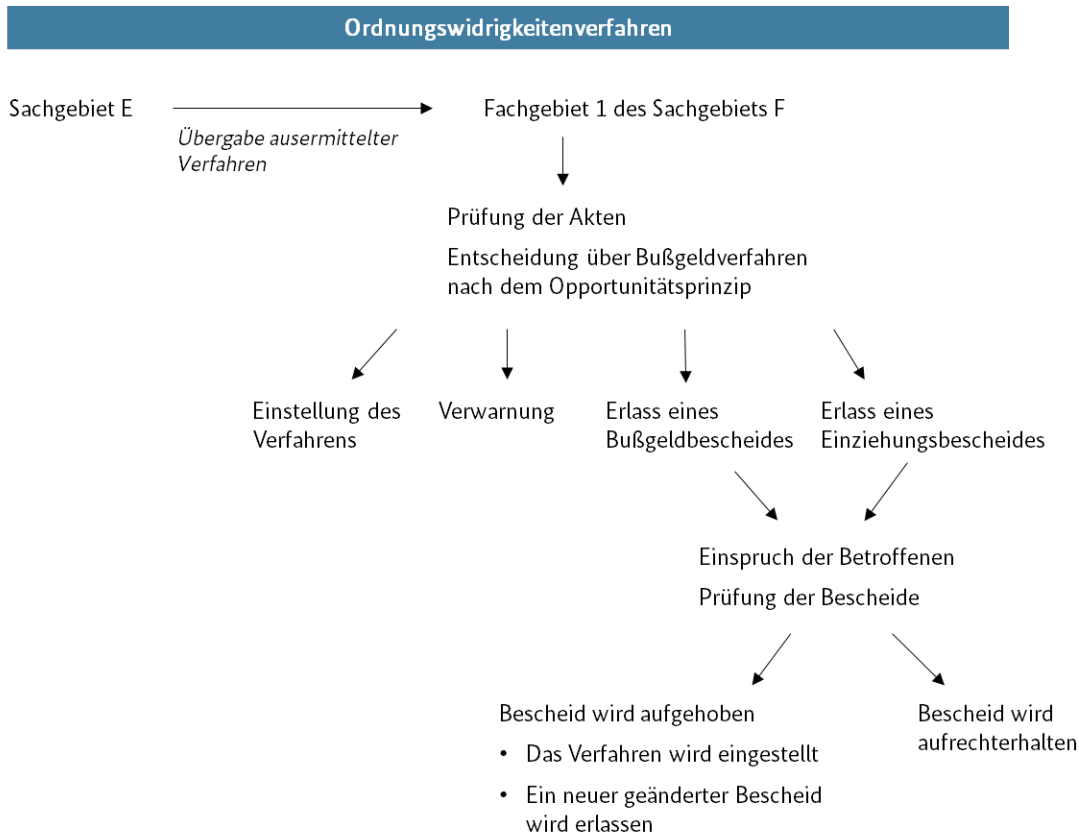 Ordnungswidrigkeitenverfahren
Sachgebiet E
Übergabe ausermittelter
Verfahren
Fachgebiet 1 des Sachgebiets F
Prüfung der Akten
Entscheidung über Bußgeldverfahren
nach dem Opportunitätsprinzip
Einstellung des
Verfahrens
Verwarnung
Erlass eines
Bußgeldbescheides
Erlass eines
Einziehungsbescheides
Einspruch der Betroffenen
Prüfung der Bescheide
Bescheid wird aufgehoben
• Das Verfahren wird eingestellt
• Ein neuer geänderter Bescheid
wird erlassen
Bescheid wird
aufrechterhalten